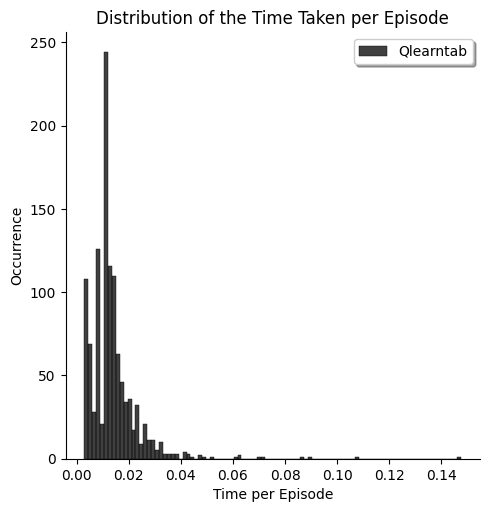 Distribution of the Time Taken per Episode
Qlearntab
250
200
150
100
50
0
Occurrence
0.00 0.02 0.04 0.06 0.08 0.10 0.12 0.14
Time per Episode